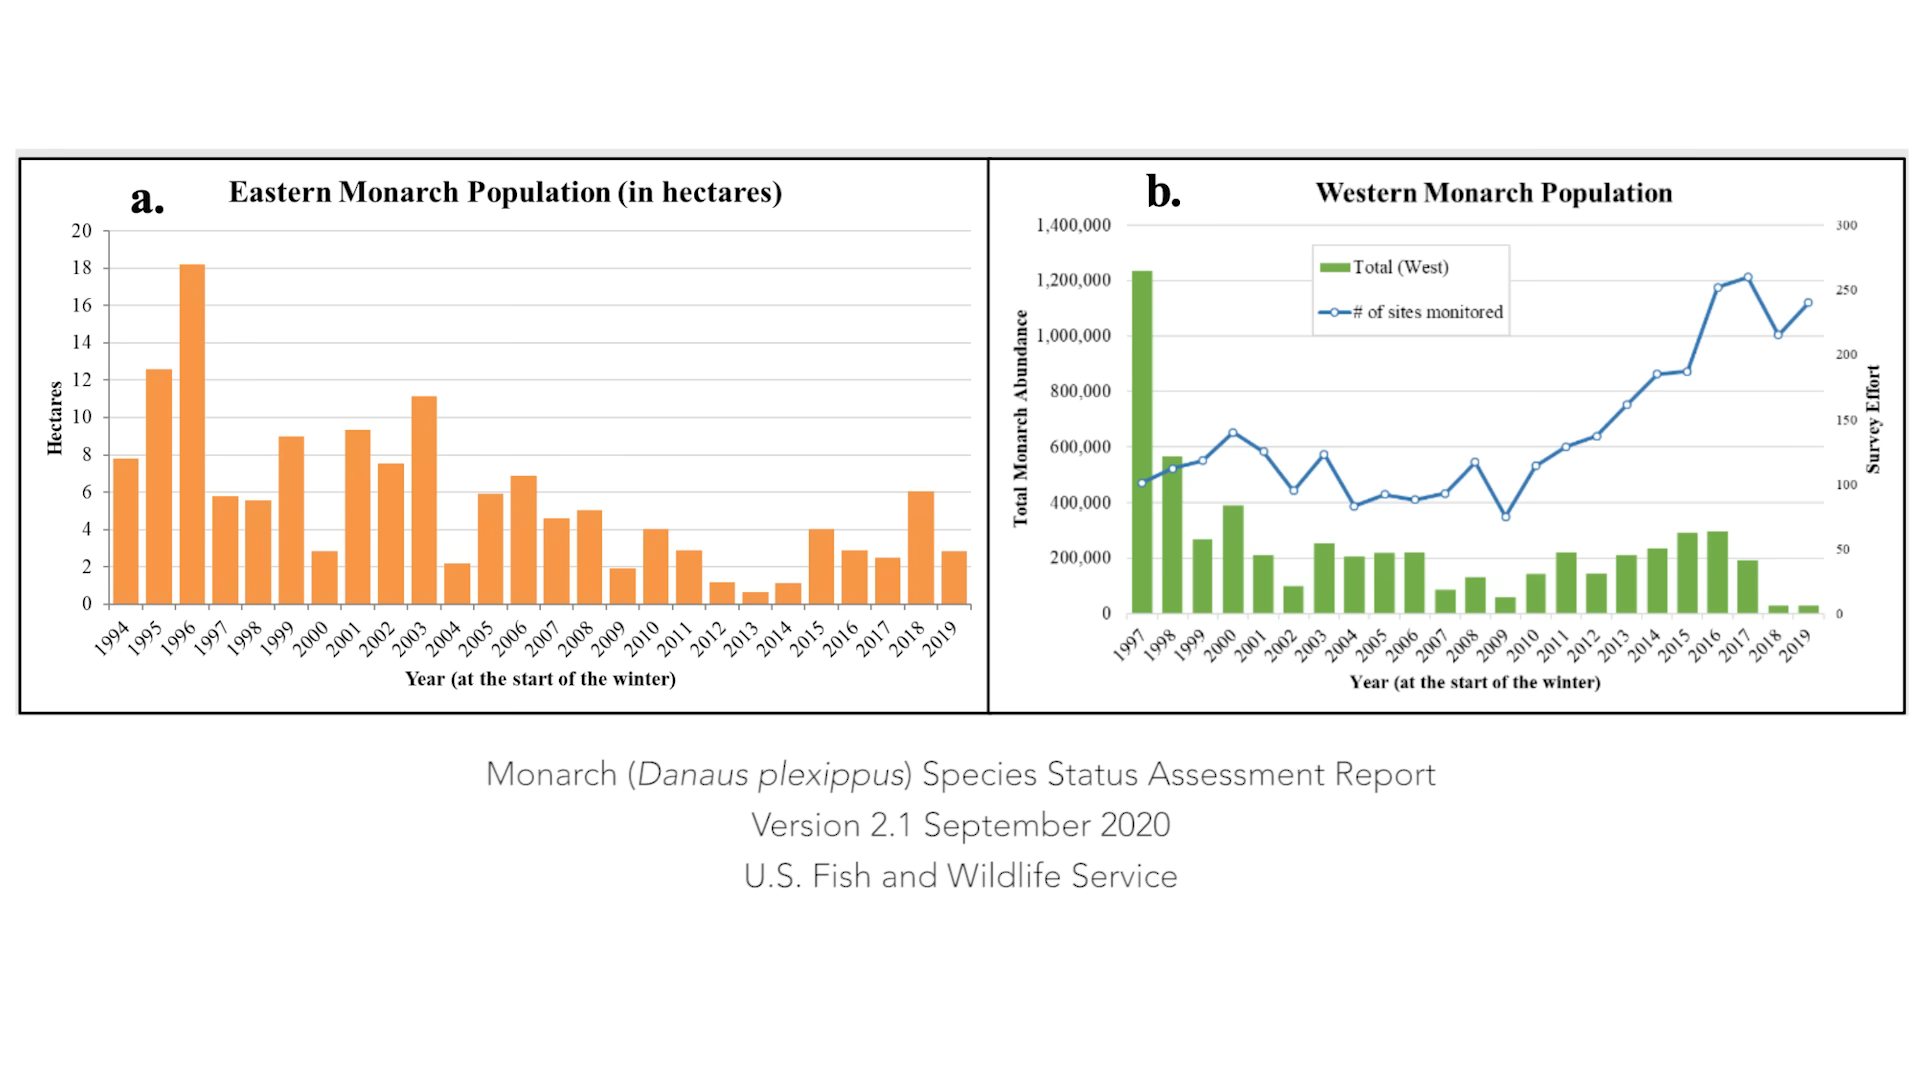 a.
Eastern Monarch Population (in hectares)
20
18
16
14
12
10
8
6
4
2
0
Hectares
1994 1995 1996 1997 1998 1999 2000 2001 2002 2003 2004 2005 2006 2007 2008 2009 2010 2011 2012 2013 2014 2015 2016 2017 2018 2019
Year (at the start of the winter)
b.
Western Monarch Population
1,400,000
1,200,000
1,000,000
800,000
600,000
400,000
200,000
0
Total Monarch Abundance
Total (West)
# of sites monitored
300
250
200
150
100
50
0
Survey Effort
1997 1998 1999 2000 2001 2002 2003 2004 2005 2006 2007 2008 2009 2010 2011 2012 2013 2014 2015 2016 2017 2018 2019
Year (at the start of the winter)
Monarch (Danaus plexippus) Species Status Assessment Report
Version 2.1 September 2020
U.S. Fish and Wildlife Service